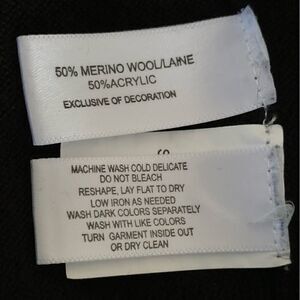 50% MERINO WOOL/LAINE
50%ACRYLIC
EXCLUSIVE OF DECORATION
S
MACHINE WASH COLD DELICATE
DO NOT BLEACH
RESHAPE, LAY FLAT TO DRY
LOW IRON AS NEEDED
WASH DARK COLORS SEPARATELY
WASH WITH LIKE COLORS
TURN GARMENT INSIDE OUT
OR DRY CLEAN